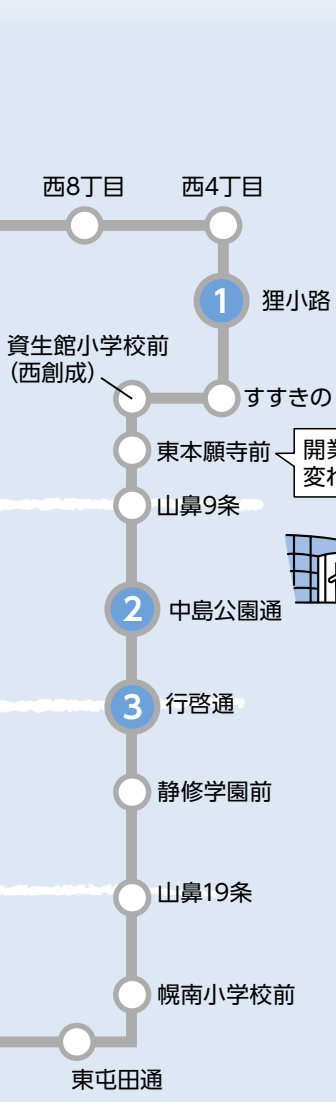 西8丁目
西4丁目
1
狸小路
資生館小学校前
(西創成)
すすきの
東本願寺前
開業
変わ
山鼻9条
2
中島公園通
3
行啓通
静修学園前
山鼻19条
幌南小学校前
東屯田通